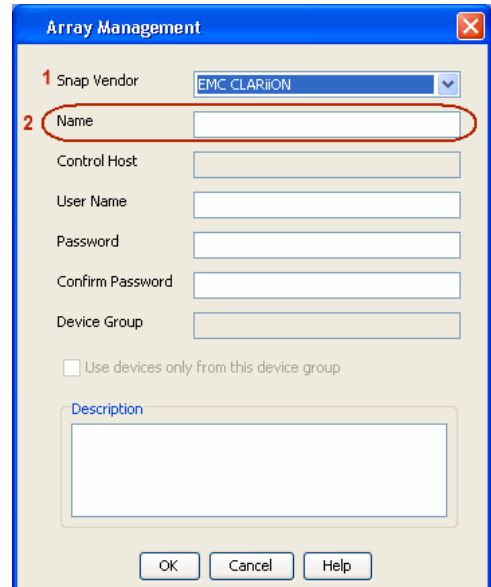 Array Management
1 Snap Vendor EMC CLARiiON
2 Name
Control Host
User Name
Password
Confirm Password
Device Group
Use devices only from this device group
Description
OK Cancel Help